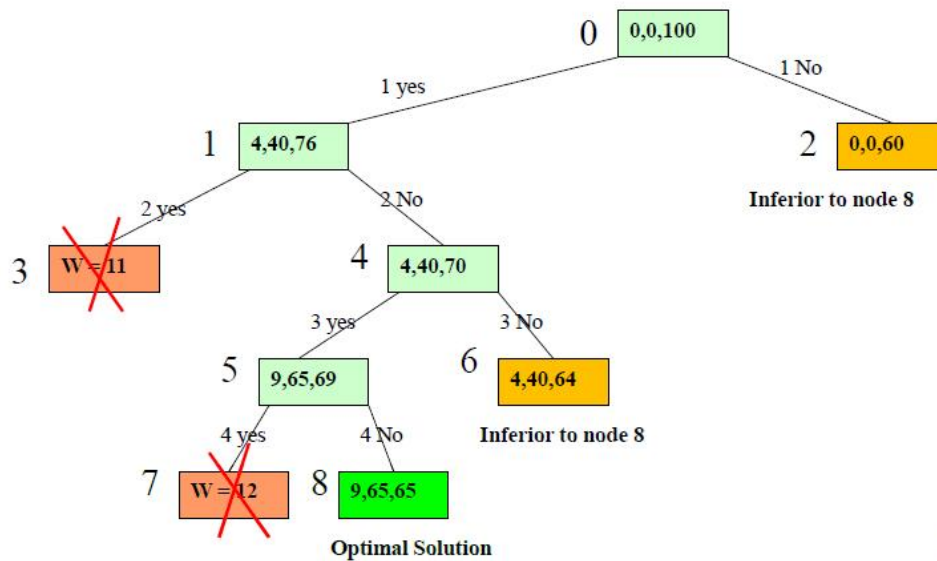 0
0,0,100
1 yes
1 No
1
4,40,76
2
0,0,60
Inferior to node 8
2 yes
2 No
3
W = 11
4
4,40,70
3 yes
3 No
5
9,65,69
6
4,40,64
Inferior to node 8
4 yes
4 No
7
W = 12
8
9,65,65
Optimal Solution